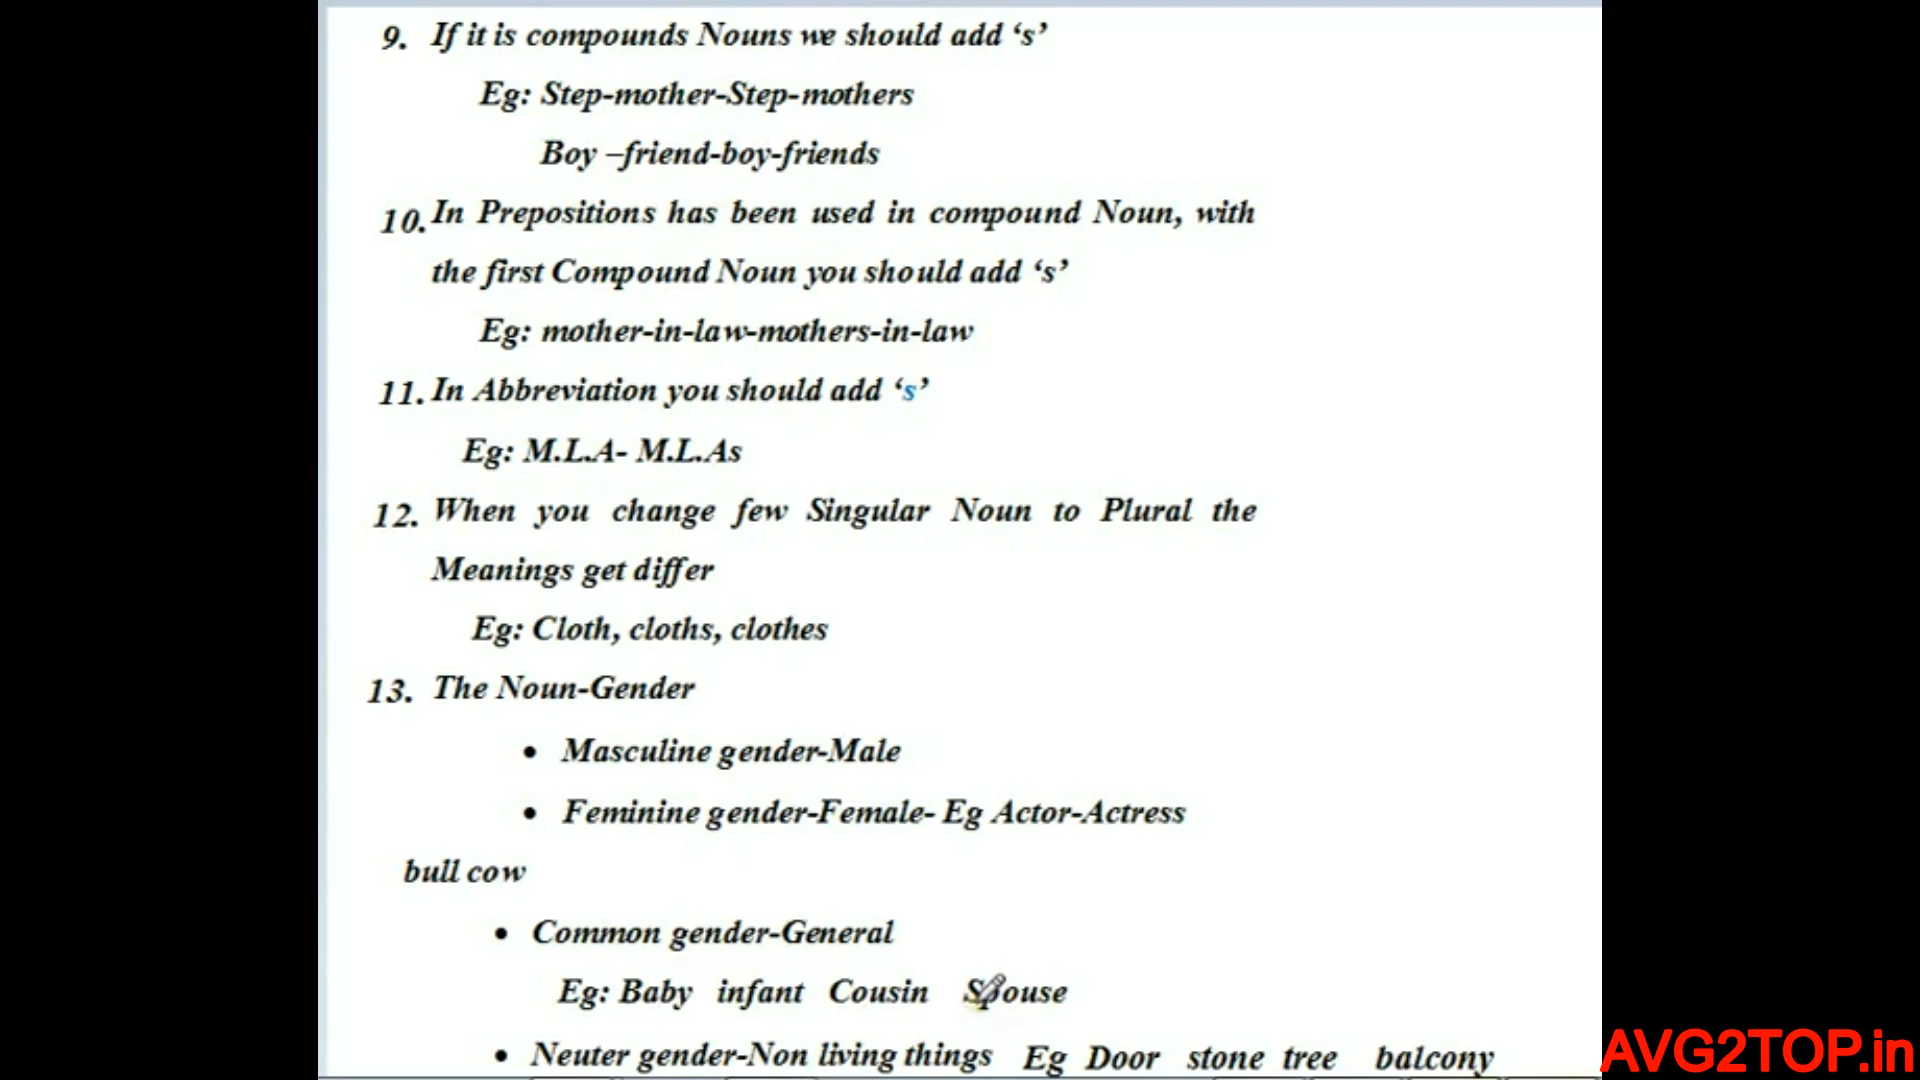 9. If it is compounds Nouns we should add ‘s’
Eg: Step-mother-Step-mothers
Boy –friend-boy-friends
10. In Prepositions has been used in compound Noun, with
the first Compound Noun you should add ‘s’
Eg: mother-in-law-mothers-in-law
11. In Abbreviation you should add ‘s’
Eg: M.L.A- M.L.As
12. When you change few Singular Noun to Plural the
Meanings get differ
Eg: Cloth, cloths, clothes
13. The Noun-Gender
• Masculine gender-Male
• Feminine gender-Female- Eg Actor-Actress
bull cow
• Common gender-General
Eg: Baby infant Cousin Spouse
• Neuter gender-Non living things Eg Door stone tree balcony
AVG2TOP.in